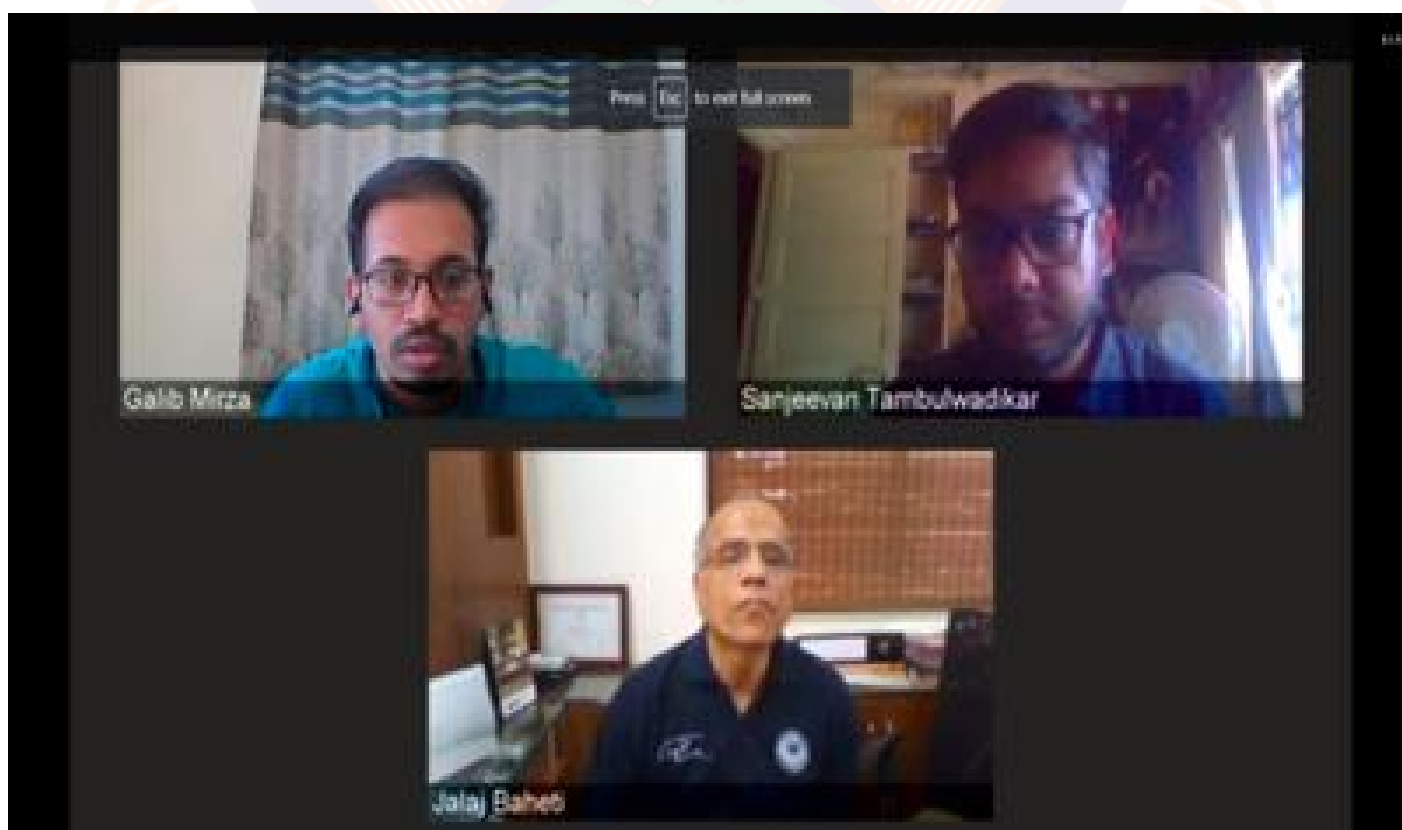 Press Esc to exit full screen
Galib Mirza
Sanjeevan Tambulwadikar
Jalaj Baheti